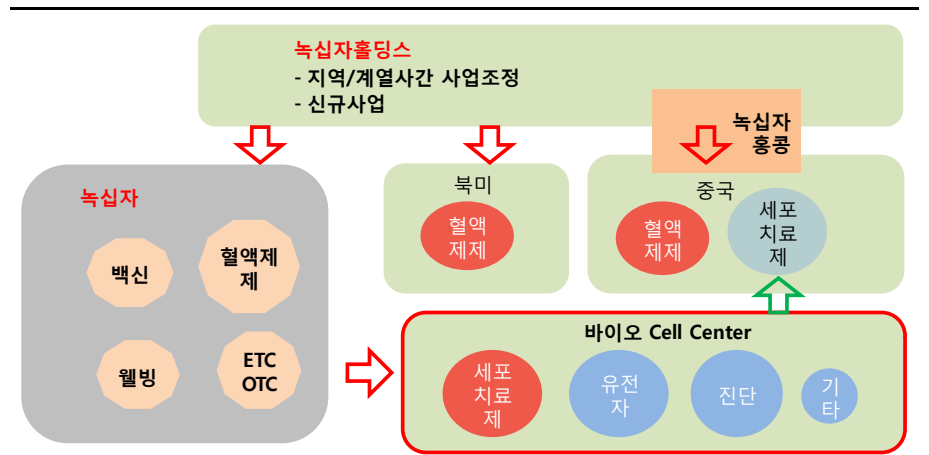 녹십자홀딩스
- 지역/계열사간 사업조정
- 신규사업
녹십자
홍콩
녹십자
백신
혈액제
제
웰빙
ETC
OTC
북미
혈액
제제
중국
혈액
제제
세포
치료
제
바이오 Cell Center
세포
치료
제
유전
자
진단
기
타